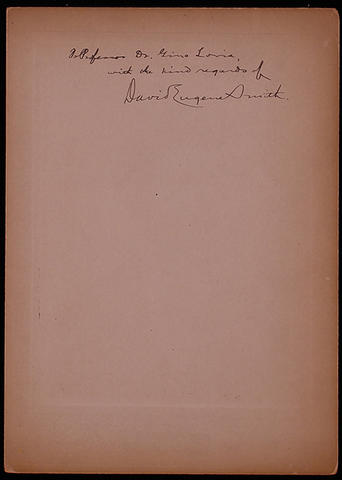 To Professor Dr. Gino Loria,
with the kind regards of
David Eugene Smith.